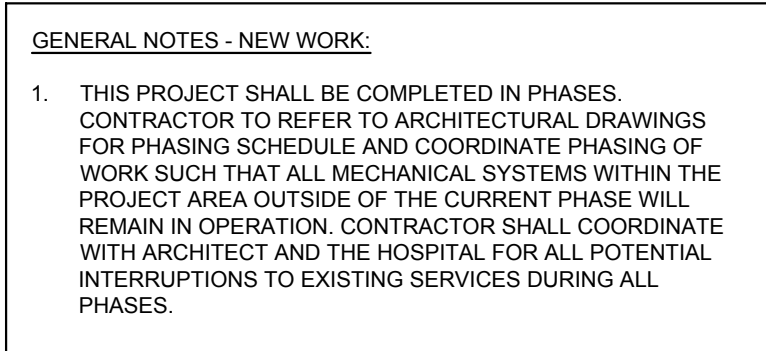 GENERAL NOTES - NEW WORK:
1. THIS PROJECT SHALL BE COMPLETED IN PHASES.
CONTRACTOR TO REFER TO ARCHITECTURAL DRAWINGS
FOR PHASING SCHEDULE AND COORDINATE PHASING OF
WORK SUCH THAT ALL MECHANICAL SYSTEMS WITHIN THE
PROJECT AREA OUTSIDE OF THE CURRENT PHASE WILL
REMAIN IN OPERATION. CONTRACTOR SHALL COORDINATE
WITH ARCHITECT AND THE HOSPITAL FOR ALL POTENTIAL
INTERRUPTIONS TO EXISTING SERVICES DURING ALL
PHASES.